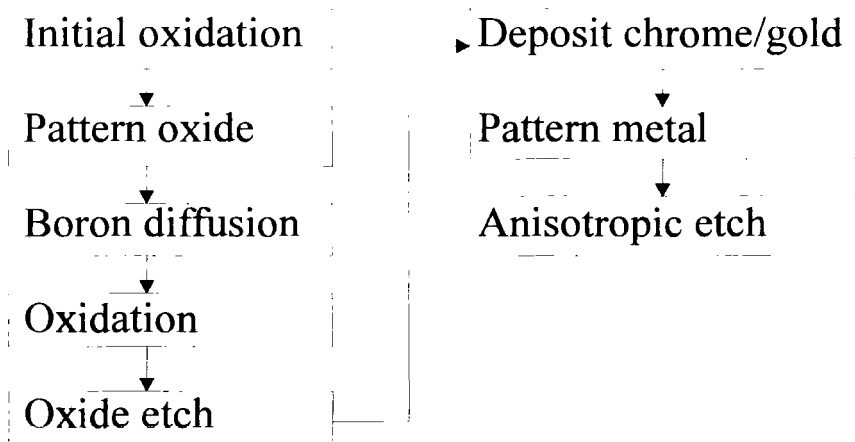 Initial oxidation
Pattern oxide
Boron diffusion
Oxidation
Oxide etch
Deposit chrome/gold
Pattern metal
Anisotropic etch